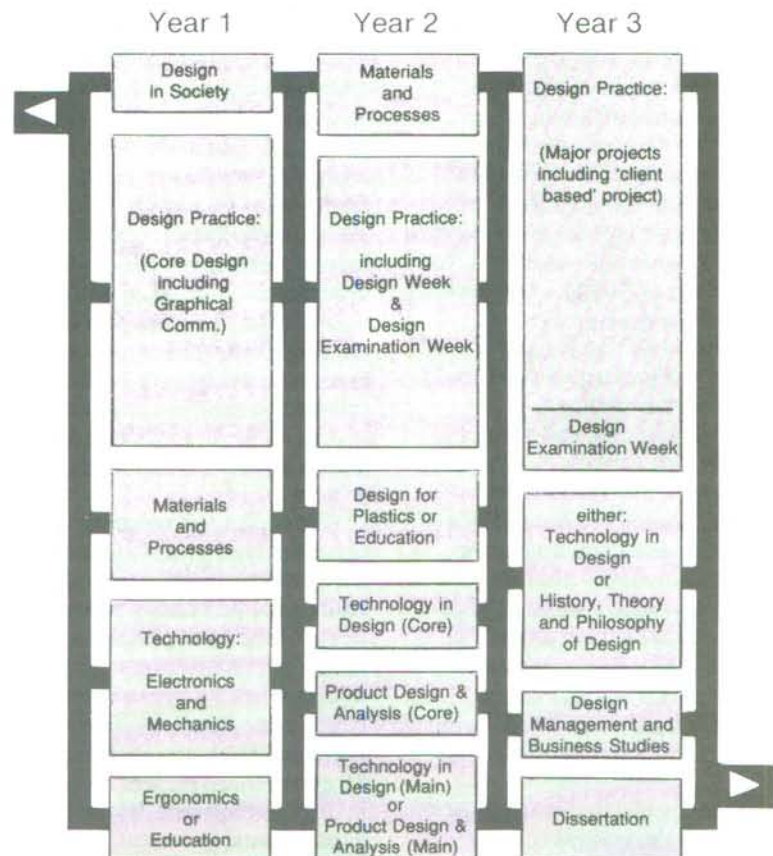 Year 1
Design
in Society
Design Practice:
(Core Design
including
Graphical
Comm.)
Materials
and
Processes
Technology:
Electronics
and
Mechanics
Ergonomics
or
Education
Year 2
Materials
and
Processes
Design Practice:
including
Design Week
&
Design
Examination Week
Design for
Plastics or
Education
Technology in
Design (Core)
Product Design &
Analysis (Core)
Technology in
Design (Main)
or
Product Design &
Analysis (Main)
Year 3
Design Practice:
(Major projects
including 'client
based' project)
Design
Examination Week
either:
Technology in
Design
or
History, Theory
and Philosophy
of Design
Design
Management and
Business Studies
Dissertation